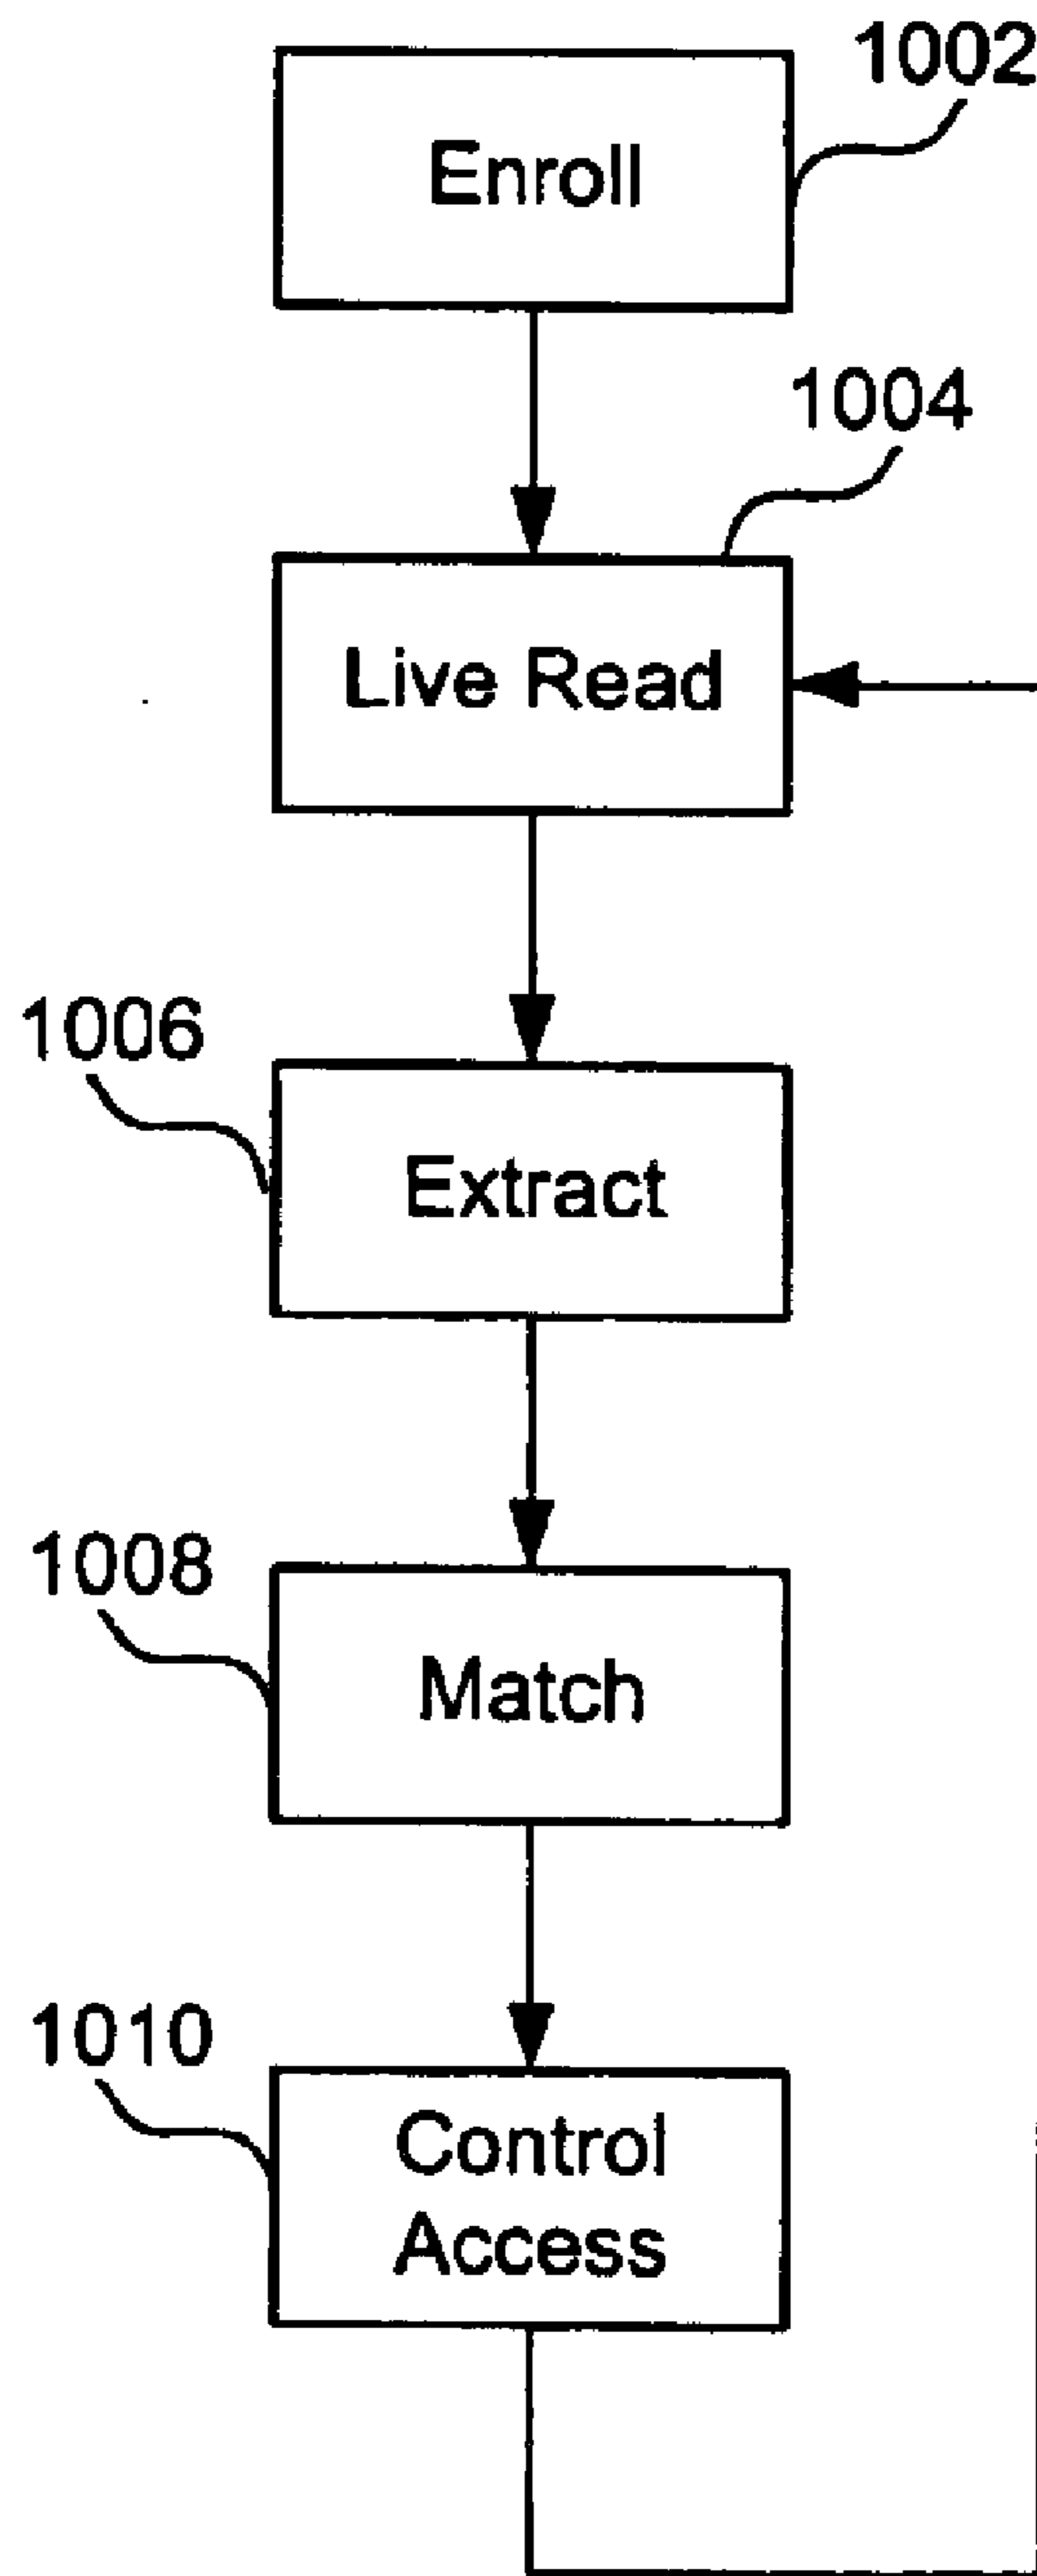 1002
Enroll
1004
Live Read
1006
Extract
1008
Match
1010
Control
Access